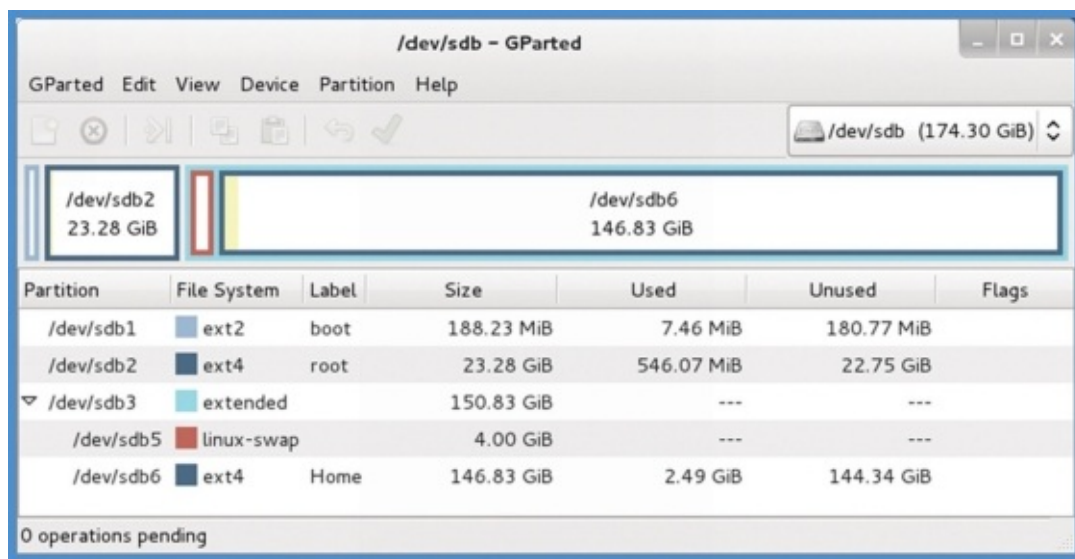 /dev/sdb - GParted
GParted Edit View Device Partition Help
/dev/sdb (174.30 GiB)
/dev/sdb2
23.28 GiB
/dev/sdb6
146.83 GiB
Partition File System Label Size Used Unused Flags
/dev/sdb1 ext2 boot 188.23 MiB 7.46 MiB 180.77 MiB
/dev/sdb2 ext4 root 23.28 GiB 546.07 MiB 22.75 GiB
/dev/sdb3 extended 150.83 GiB --- ---
/dev/sdb5 linux-swap 4.00 GiB --- ---
/dev/sdb6 ext4 Home 146.83 GiB 2.49 GiB 144.34 GiB
0 operations pending